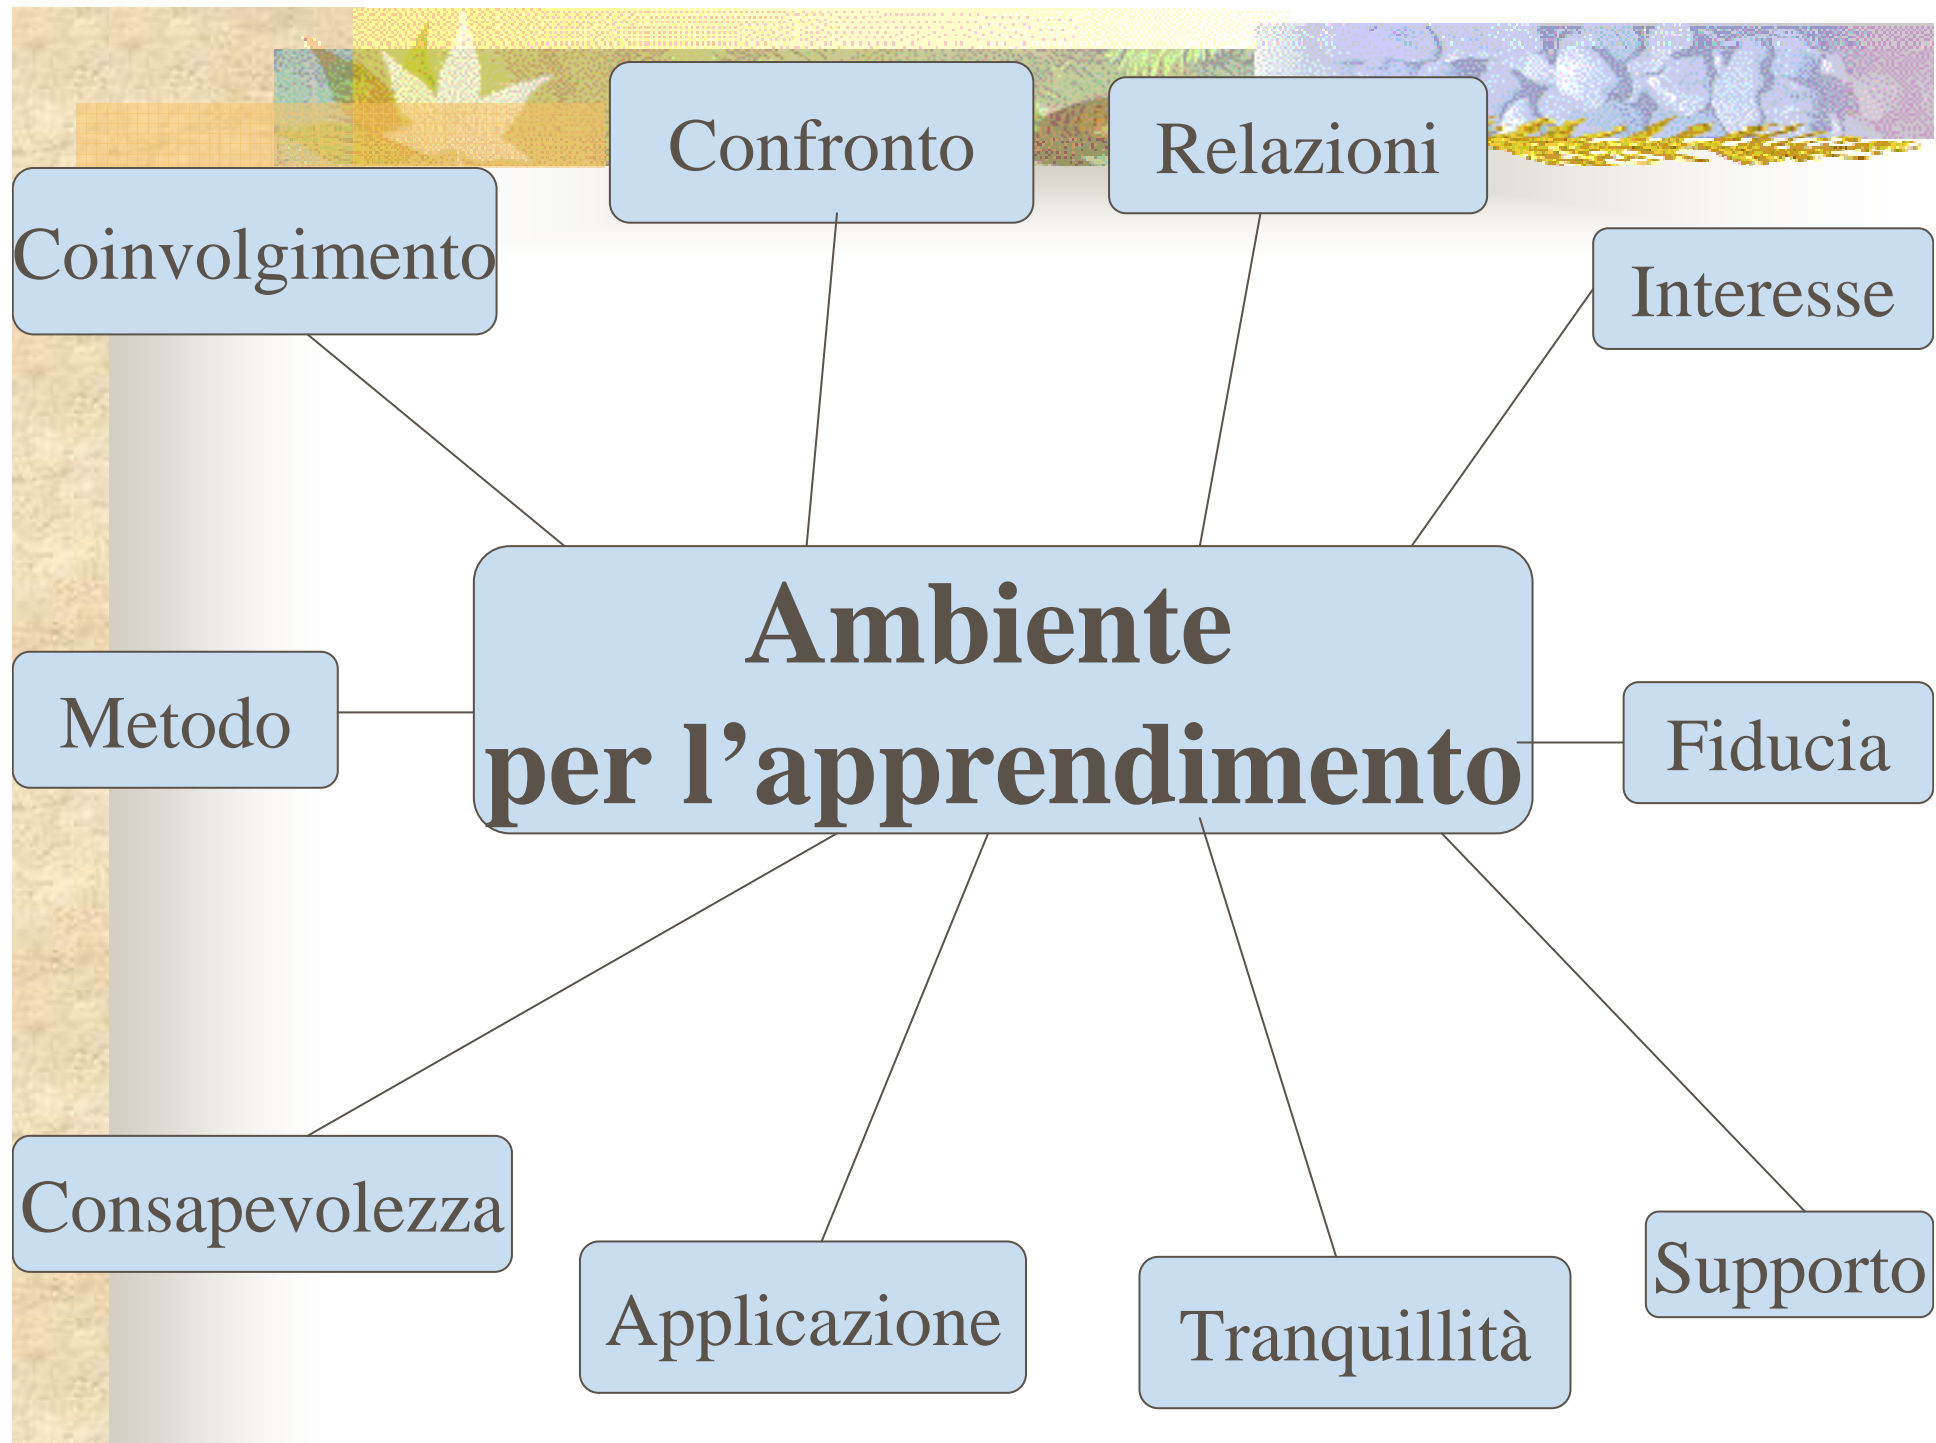 Confronto
Relazioni
Coinvolgimento
Interesse
Ambiente
per l’apprendimento
Metodo
Fiducia
Consapevolezza
Applicazione
Tranquillità
Supporto